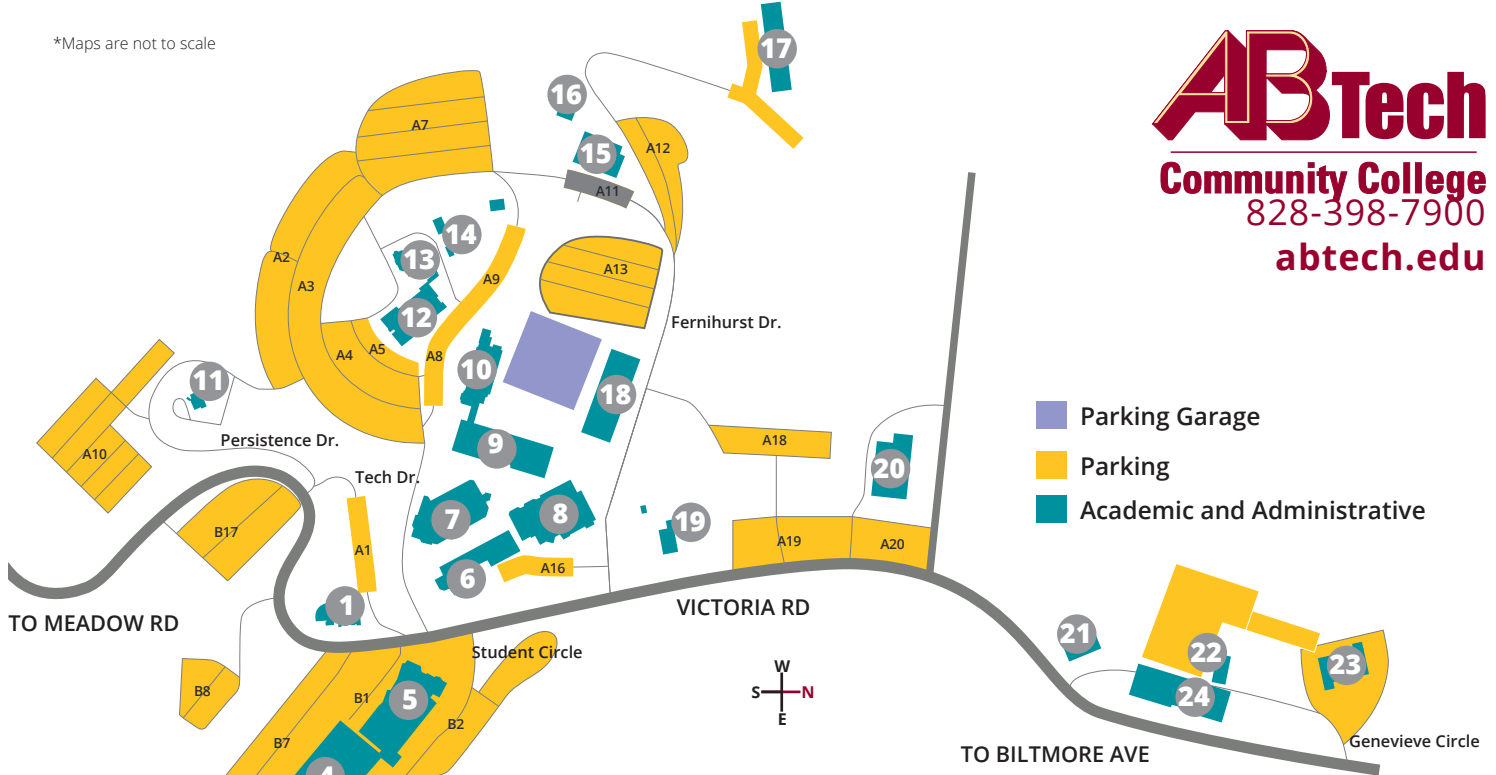 *Maps are not to scale
AB Tech
Community College
828-398-7900
abtech.edu
17
16
A7
15
A12
A11
14
A2
13
A9
A13
A3
12
Fernihurst Dr.
A4
A5
A8
10
11
18
Parking Garage
Persistence Dr.
9
A18
A10
Parking
20
Tech Dr.
Academic and Administrative
7
8
19
B17
A1
A19
A20
A16
6
1
VICTORIA RD
TO MEADOW RD
21
Student Circle
22
23
W
S
N
E
B8
B1
5
24
B2
B7
Genevieve Circle
TO BILTMORE AVE
4